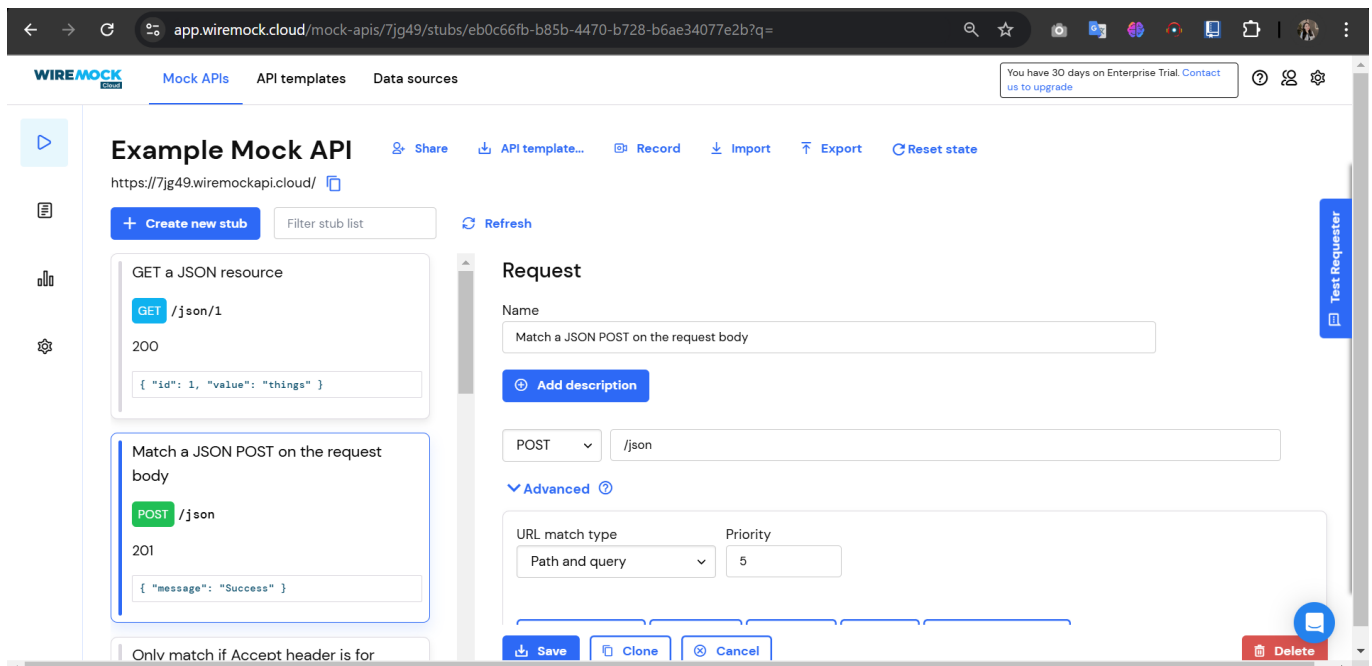 app.wiremock.cloud/mock-apis/7jg49/stubs/eb0c66fb-b85b-4470-b728-b6ae34077e2b?q=
WIREMOCK
Cloud
Mock APIs
API templates
Data sources
You have 30 days on Enterprise Trial. Contact
us to upgrade
Example Mock API
Share
API template...
Record
Import
Export
Reset state
https://7jg49.wiremockapi.cloud/
Create new stub
Filter stub list
Refresh
Test Requester
GET a JSON resource
GET /json/1
200
{ "id": 1, "value": "things" }
Match a JSON POST on the request
body
POST /json
201
{ "message": "Success" }
Only match if Accept header is for
Request
Name
Match a JSON POST on the request body
Add description
POST
/json
Advanced
URL match type
Priority
Path and query
5
Save
Clone
Cancel
Delete